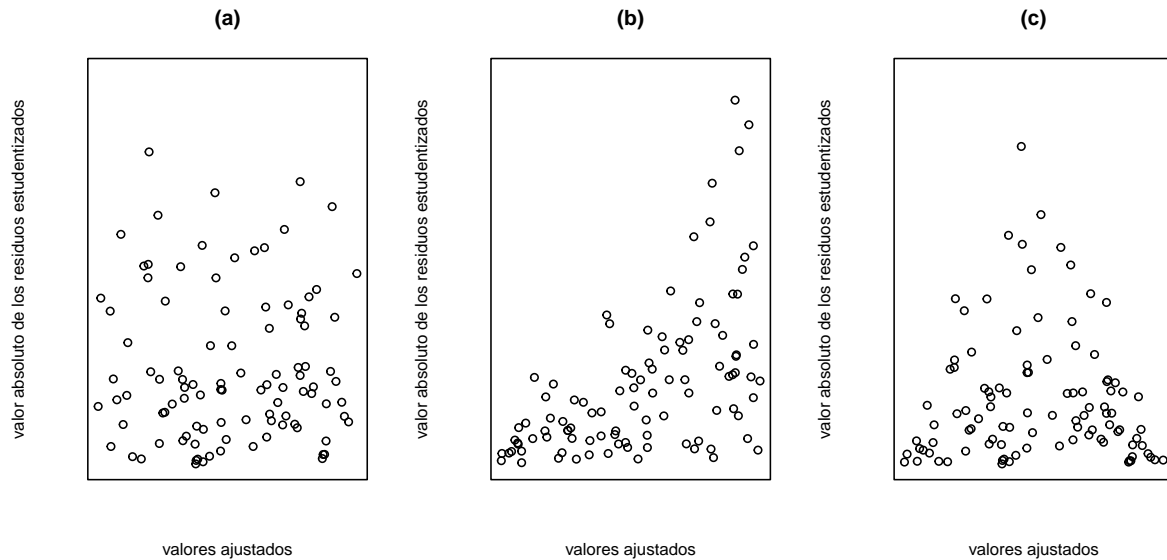 (a)
valor absoluto de los residuos estudentizados
valores ajustados
(b)
valor absoluto de los residuos estudentizados
valores ajustados
(c)
valor absoluto de los residuos estudentizados
valores ajustados